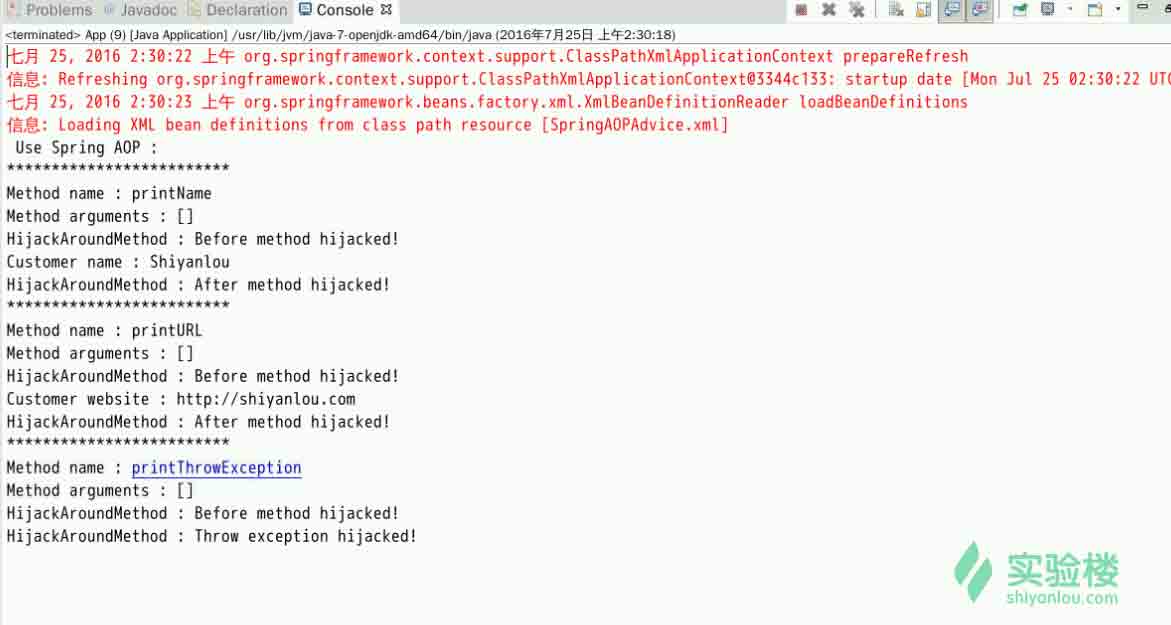 Problems @ Javadoc Declaration Console
<terminated> App (9) [Java Application] /usr/lib/jvm/java-7-openjdk-amd64/bin/java (2016年7月25日 上午2:30:18)
七月 25, 2016 2:30:22 上午 org.springframework.context.support.ClassPathXmlApplicationContext prepareRefresh
信息: Refreshing org.springframework.context.support.ClassPathXmlApplicationContext@3344c133: startup date [Mon Jul 25 02:30:22 UTC
七月 25, 2016 2:30:23 上午 org.springframework.beans.factory.xml.XmlBeanDefinitionReader loadBeanDefinitions
信息: Loading XML bean definitions from class path resource [SpringAOPAdvice.xml]
Use Spring AOP :
*************************
Method name : printName
Method arguments : []
HijackAroundMethod : Before method hijacked!
Customer name : Shiyanlou
HijackAroundMethod : After method hijacked!
*************************
Method name : printURL
Method arguments : []
HijackAroundMethod : Before method hijacked!
Customer website : http://shiyanlou.com
HijackAroundMethod : After method hijacked!
*************************
Method name : printThrowException
Method arguments : []
HijackAroundMethod : Before method hijacked!
HijackAroundMethod : Throw exception hijacked!
实验楼
shiyanlou.com